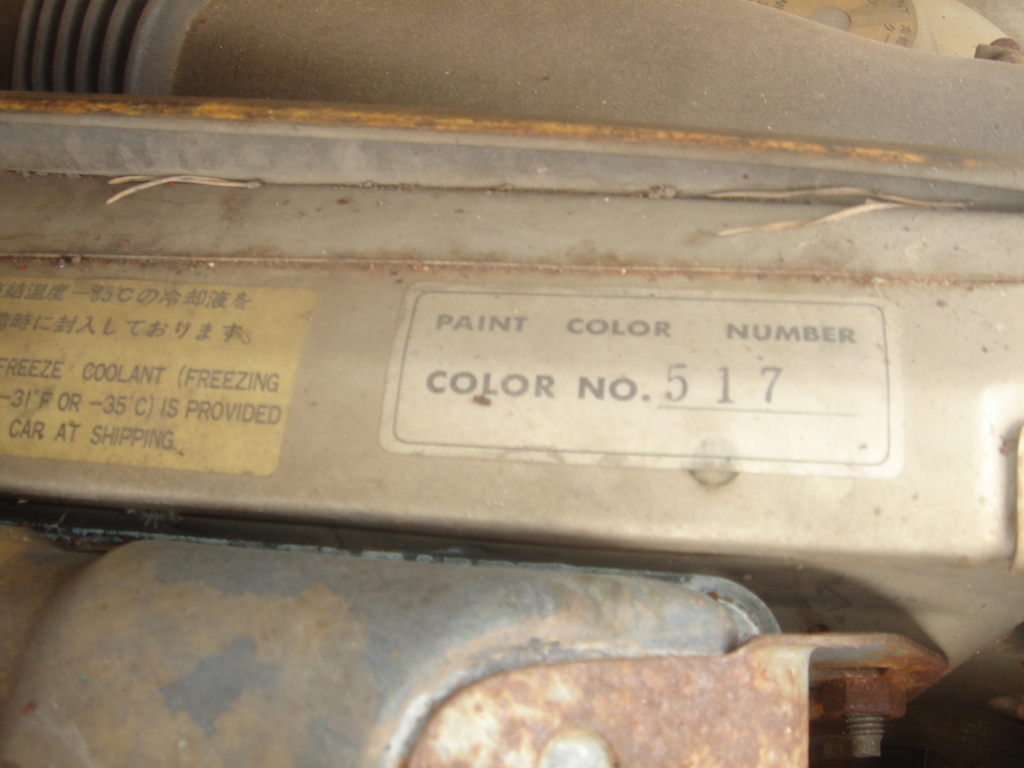 結温度-35℃の冷却液を
時に封入しております。
FREEZE COOLANT (FREEZING
-31°F OR -35°C) IS PROVIDED
CAR AT SHIPPING.
PAINT COLOR NUMBER
COLOR NO. 517